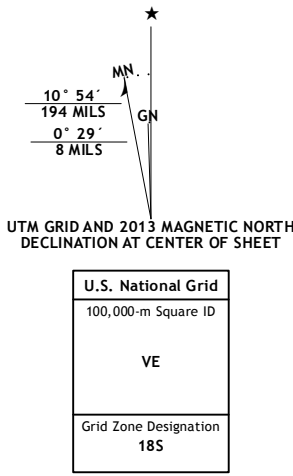 ★
MN
10° 54´
194 MILS
GN
0° 29´
8 MILS
UTM GRID AND 2013 MAGNETIC NORTH
DECLINATION AT CENTER OF SHEET
U.S. National Grid
100,000-m Square ID
VE
Grid Zone Designation
18S